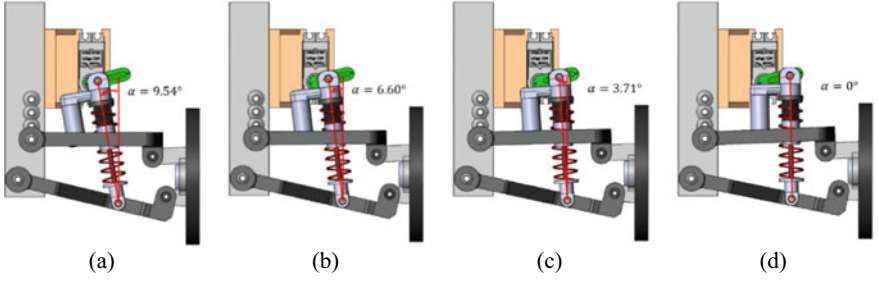 α = 9.54°
α = 6.60°
α = 3.71°
α = 0°
(a)
(b)
(c)
(d)